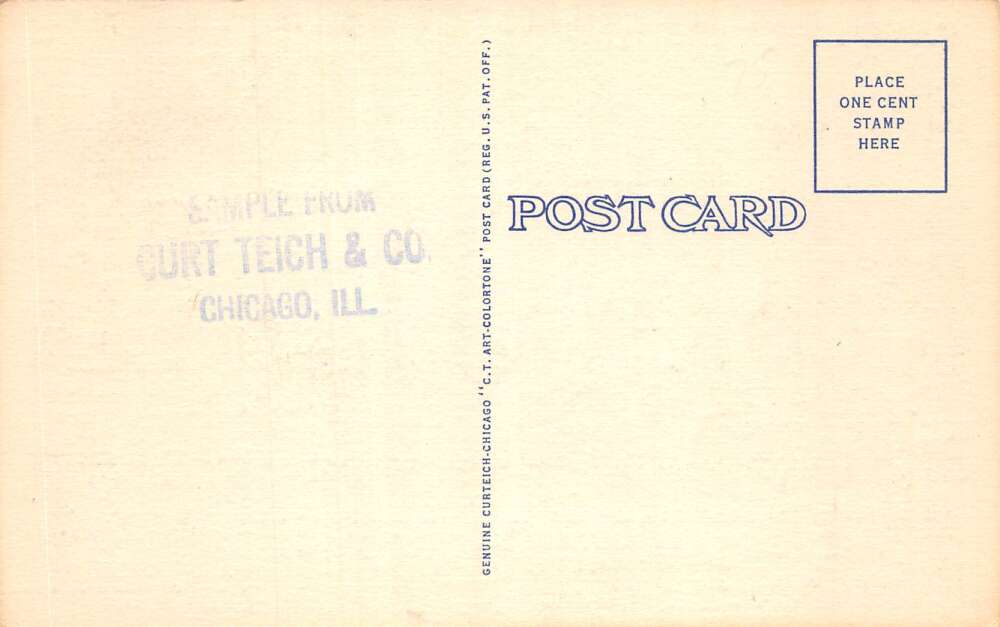 SAMPLE FROM
CURT TEICH & CO.
CHICAGO, ILL.
GENUINE CURTEICH-CHICAGO "C.T. ART-COLORTONE" POST CARD (REG. U.S. PAT. OFF.)
POST CARD
PLACE
ONE CENT
STAMP
HERE